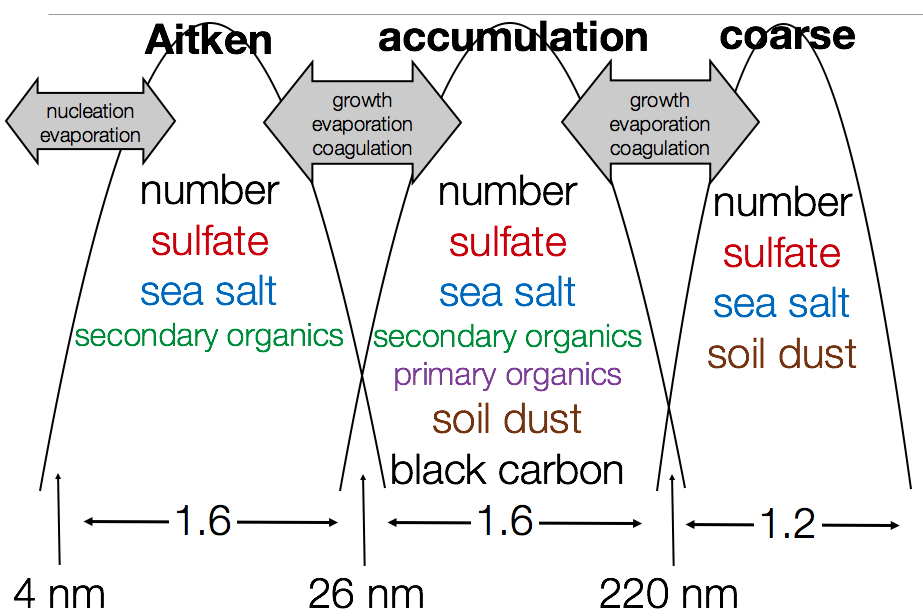 Aitken
accumulation
coarse
nucleation
evaporation
growth
evaporation
coagulation
growth
evaporation
coagulation
number
sulfate
sea salt
secondary organics
number
sulfate
sea salt
secondary organics
primary organics
soil dust
black carbon
number
sulfate
sea salt
soil dust
1.6
1.6
1.2
4 nm
26 nm
220 nm